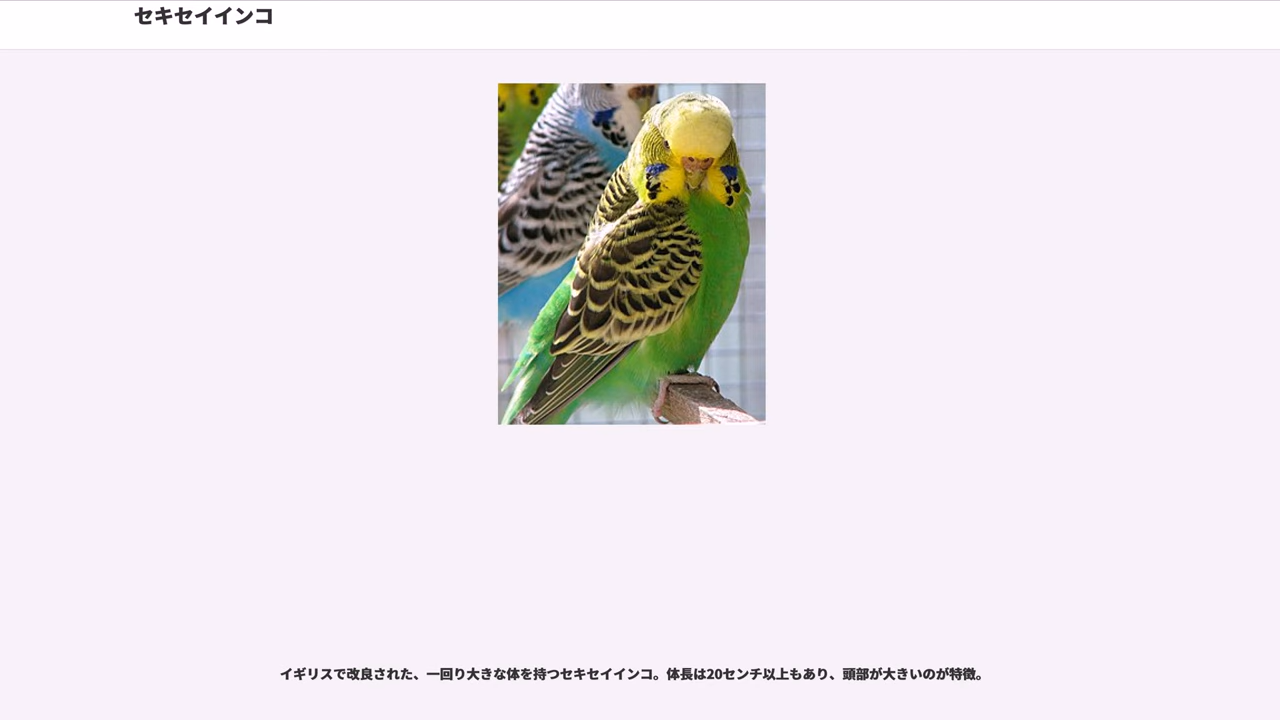 セキセイインコ
イギリスで改良された、一回り大きな体を持つセキセイインコ。体長は20センチ以上もあり、頭部が大きいのが特徴。